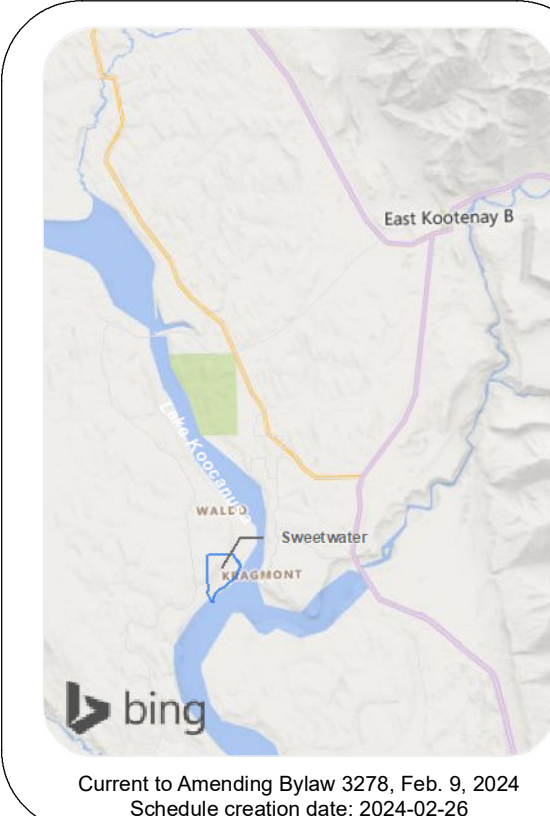 East Kootenay B
Lake Koocanusa
WALDO
Sweetwater
KRAGMONT
bing
Current to Amending Bylaw 3278, Feb. 9, 2024
Schedule creation date: 2024-02-26